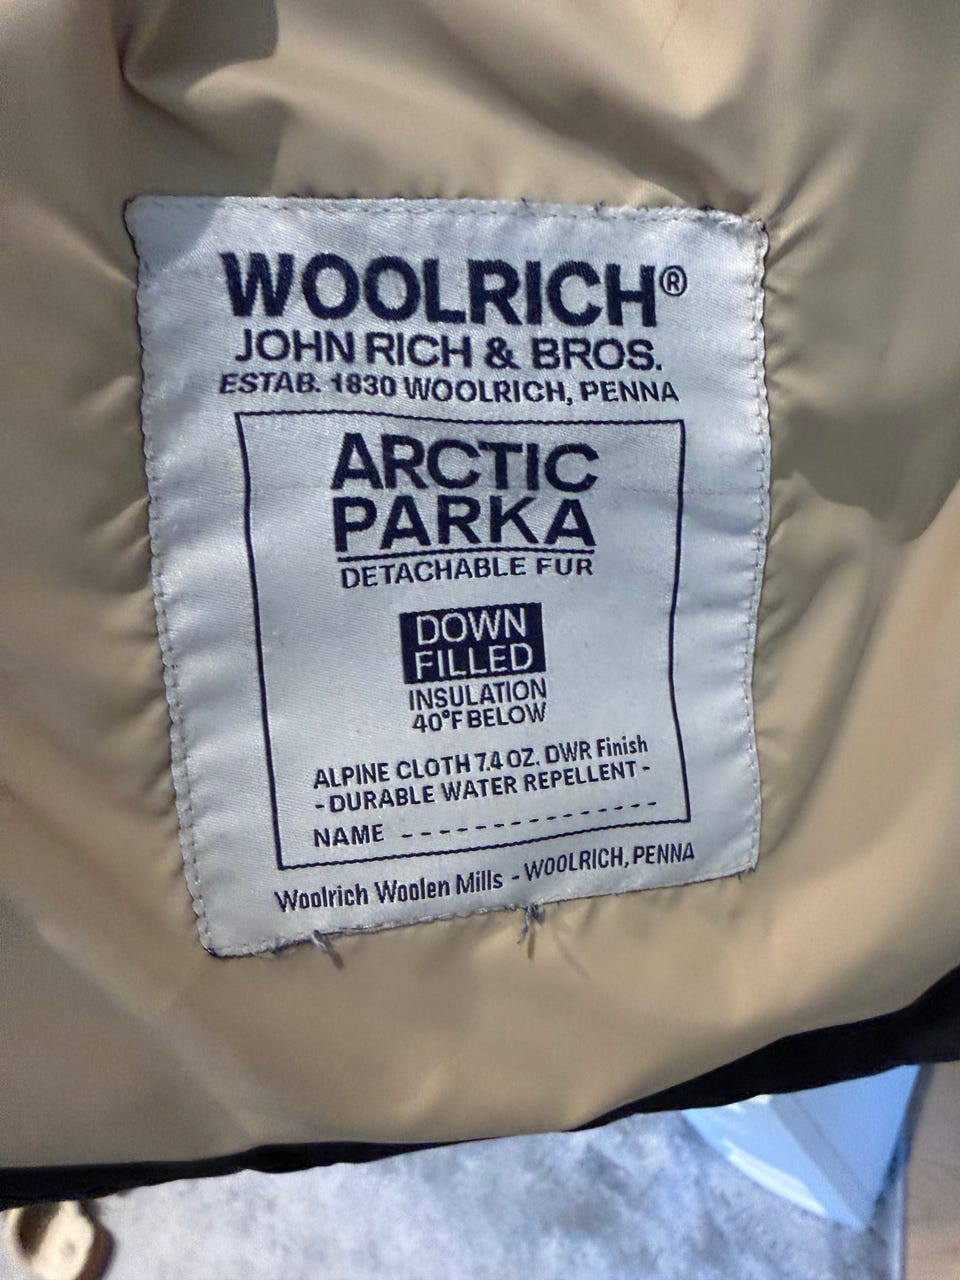 WOOLRICH®
JOHN RICH & BROS.
ESTAB. 1830 WOOLRICH, PENNA
ARCTIC
PARKA
DETACHABLE FUR
DOWN
FILLED
INSULATION
40°F BELOW
ALPINE CLOTH 7.4 OZ. DWR Finish
- DURABLE WATER REPELLENT -
NAME - - - - - - - - - - - - - - -
Woolrich Woolen Mills - WOOLRICH, PENNA